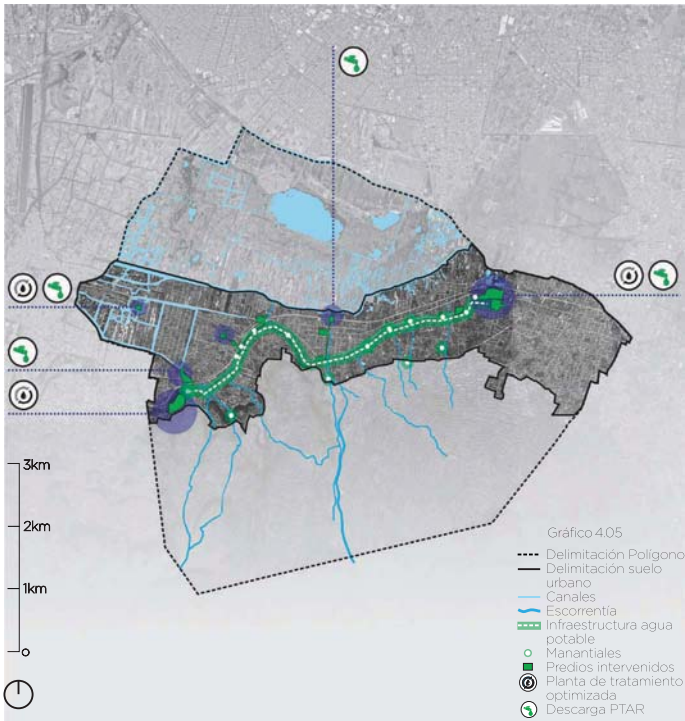 3km
2km
1km
0
Gráfico 4.05
Delimitación Polígono
Delimitación suelo
urbano
Canales
Escorrentía
Infraestructura agua
potable
Manantiales
Predios intervenidos
Planta de tratamiento
optimizada
Descarga PTAR